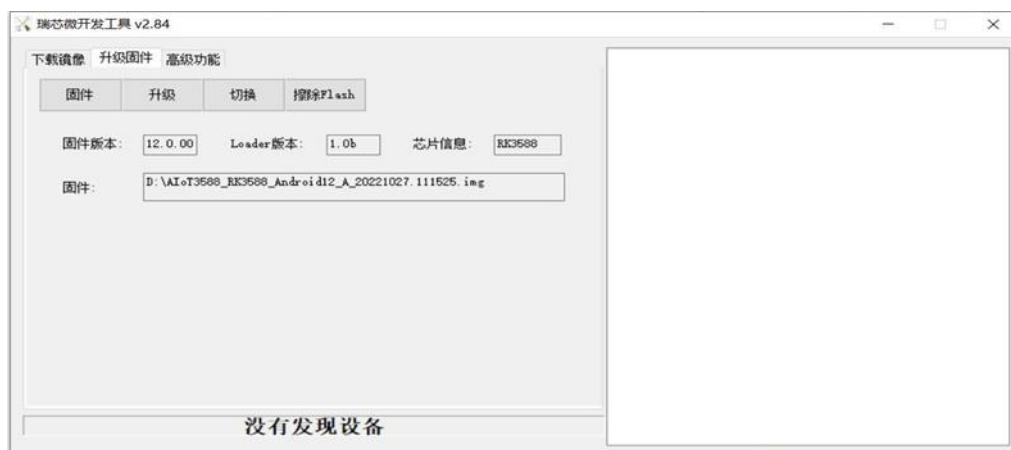 瑞芯微开发工具 v2.84
下载镜像 升级固件 高级功能
固件 升级 切换 擦除Flash
固件版本: 12.0.00 Loader版本: 1.0b 芯片信息: RK3588
固件: D:\AIoT3588_RK3588_Android12_A_20221027.111525.img
没有发现设备